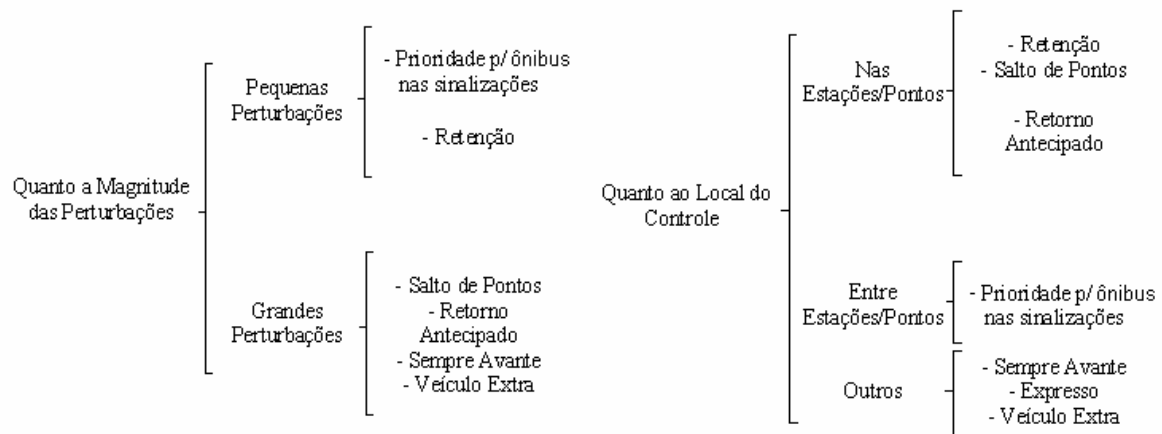 Quanto a Magnitude
das Perturbações
Pequenas
Perturbações
- Prioridade p/ ônibus
nas sinalizações
- Retenção
Grandes
Perturbações
- Salto de Pontos
- Retorno
Antecipado
- Sempre Avante
- Veículo Extra
Quanto ao Local do
Controle
Nas
Estações/Pontos
- Retenção
- Salto de Pontos
- Retorno
Antecipado
Entre
Estações/Pontos
- Prioridade p/ ônibus
nas sinalizações
Outros
- Sempre Avante
- Expresso
- Veículo Extra